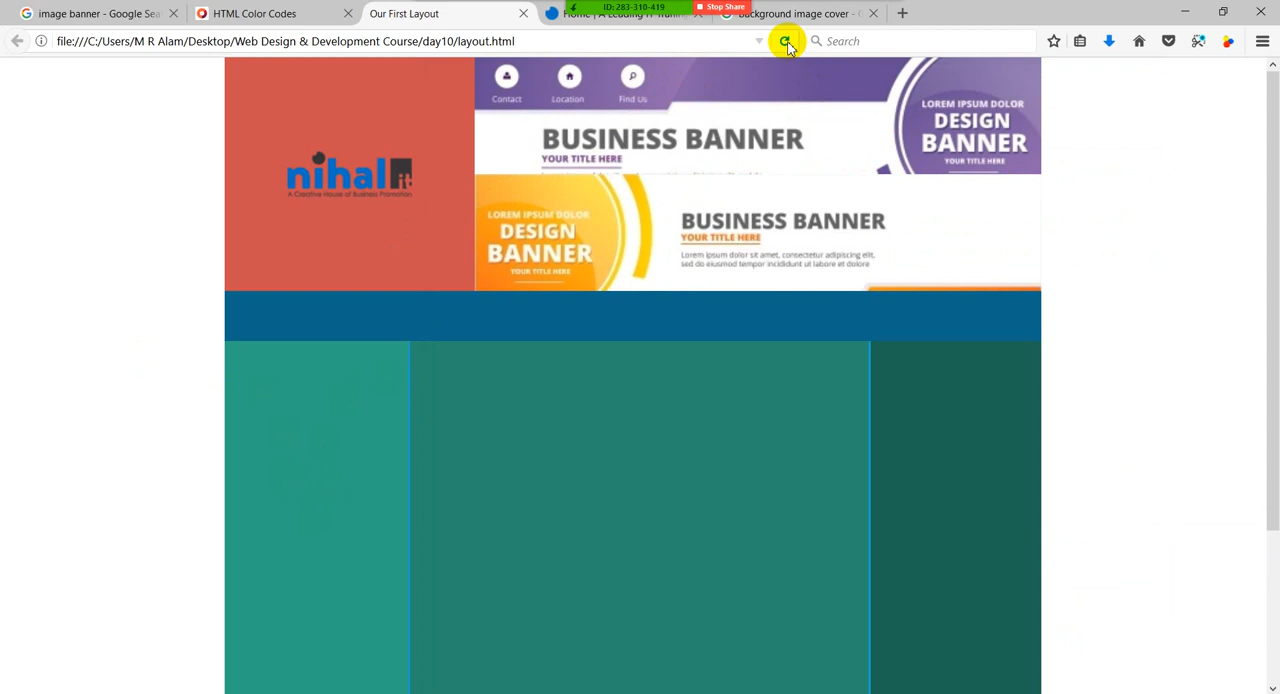 image banner - Google Sea
HTML Color Codes
Our First Layout
Home | A Leading IT Traini
background image cover - G
ID: 283-310-419
Stop Share
file:///C:/Users/M R Alam/Desktop/Web Design & Development Course/day10/layout.html
Search
Contact
Location
Find Us
BUSINESS BANNER
YOUR TITLE HERE
LOREM IPSUM DOLOR
DESIGN
BANNER
YOUR TITLE HERE
nihal it
A Creative House of Business Promotion
LOREM IPSUM DOLOR
DESIGN
BANNER
YOUR TITLE HERE
BUSINESS BANNER
YOUR TITLE HERE
Lorem ipsum dolor sit amet, consectetur adipiscing elit,
sed do eiusmod tempor incididunt ut labore et dolore